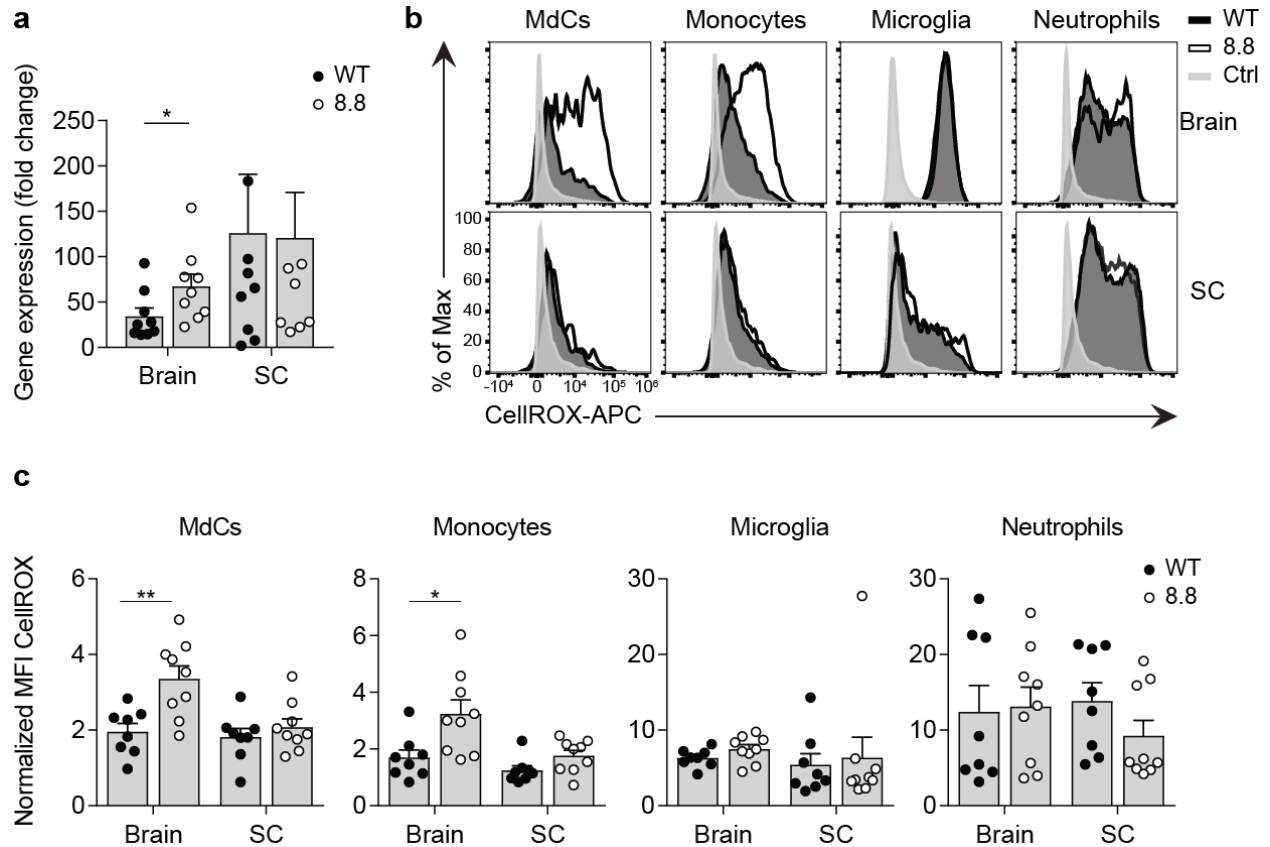 a
Gene expression (fold change)
WT
8.8
250
200
150
100
50
0
*
Brain SC
b
MdCs Monocytes Microglia Neutrophils
WT
8.8
Ctrl
Brain
SC
% of Max
100
80
60
40
20
0
-10⁴ 0 10⁴ 10⁵ 10⁶
CellROX-APC
c
Normalized MFI CellROX
MdCs
6
4
2
0
**
Brain SC
Monocytes
8
6
4
2
0
*
Brain SC
Microglia
30
20
10
0
Brain SC
Neutrophils
30
20
10
0
WT
8.8
Brain SC